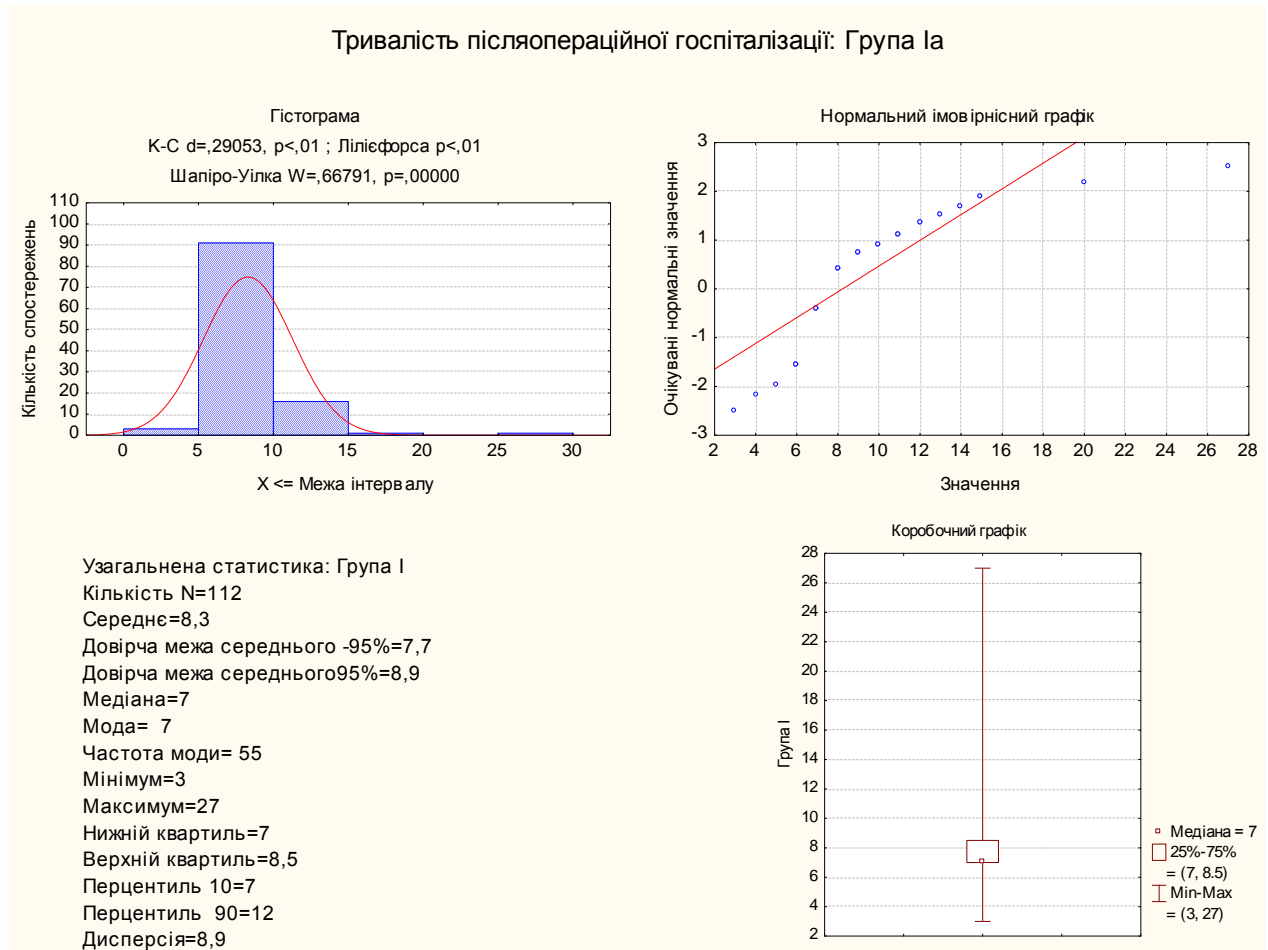 Тривалість післяопераційної госпіталізації: Група Іа
Гістограма
К-С d=,29053, p<,01 ; Лілієфорса p<,01
Шапіро-Уілка W=,66791, p=,00000
Кількість спостережень
110
100
90
80
70
60
50
40
30
20
10
0
0 5 10 15 20 25 30
X <= Межа інтервалу
Нормальний імовірнісний графік
Очікувані нормальні значення
3
2
1
0
-1
-2
-3
2 4 6 8 10 12 14 16 18 20 22 24 26 28
Значення
Узагальнена статистика: Група І
Кількість N=112
Середнє=8,3
Довірча межа середнього -95%=7,7
Довірча межа середнього95%=8,9
Медіана=7
Мода= 7
Частота моди= 55
Мінімум=3
Максимум=27
Нижній квартиль=7
Верхній квартиль=8,5
Перцентиль 10=7
Перцентиль 90=12
Дисперсія=8,9
Коробочний графік
Група І
28
26
24
22
20
18
16
14
12
10
8
6
4
2
Медіана = 7
25%-75%
= (7, 8.5)
Min-Max
= (3, 27)